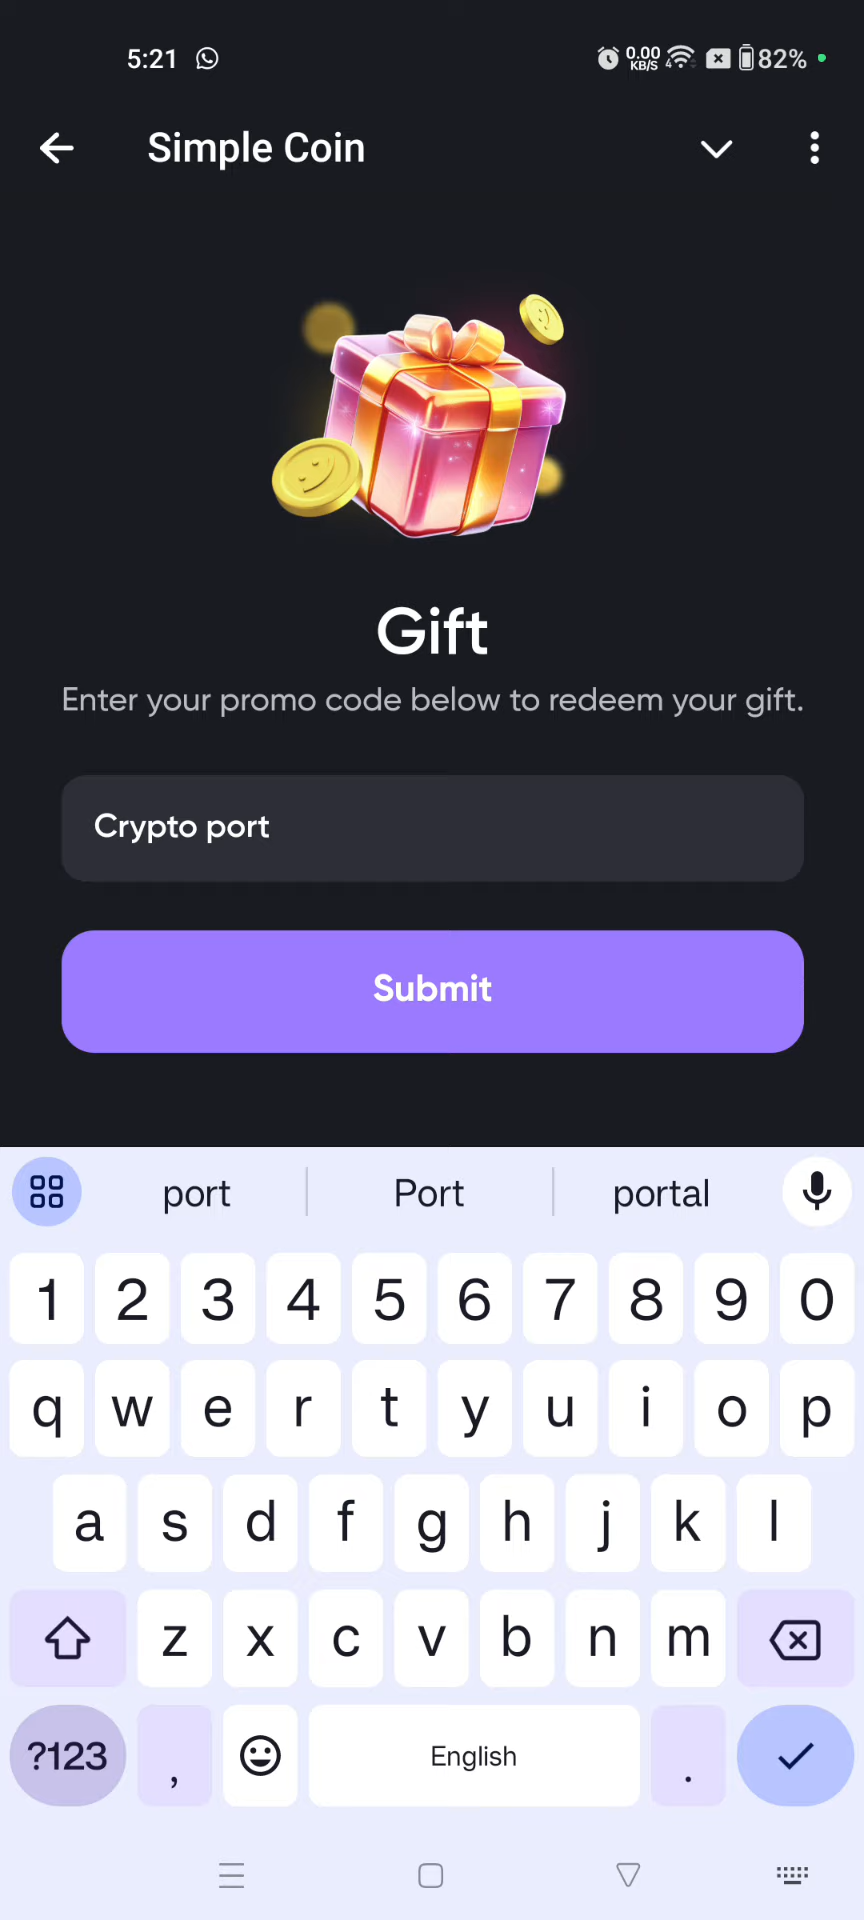 5:21
0.00
KB/S
4
82%
Simple Coin
Gift
Enter your promo code below to redeem your gift.
Crypto port
Submit
port
Port
portal
1 2 3 4 5 6 7 8 9 0
q w e r t y u i o p
a s d f g h j k l
z x c v b n m
?123 , English .